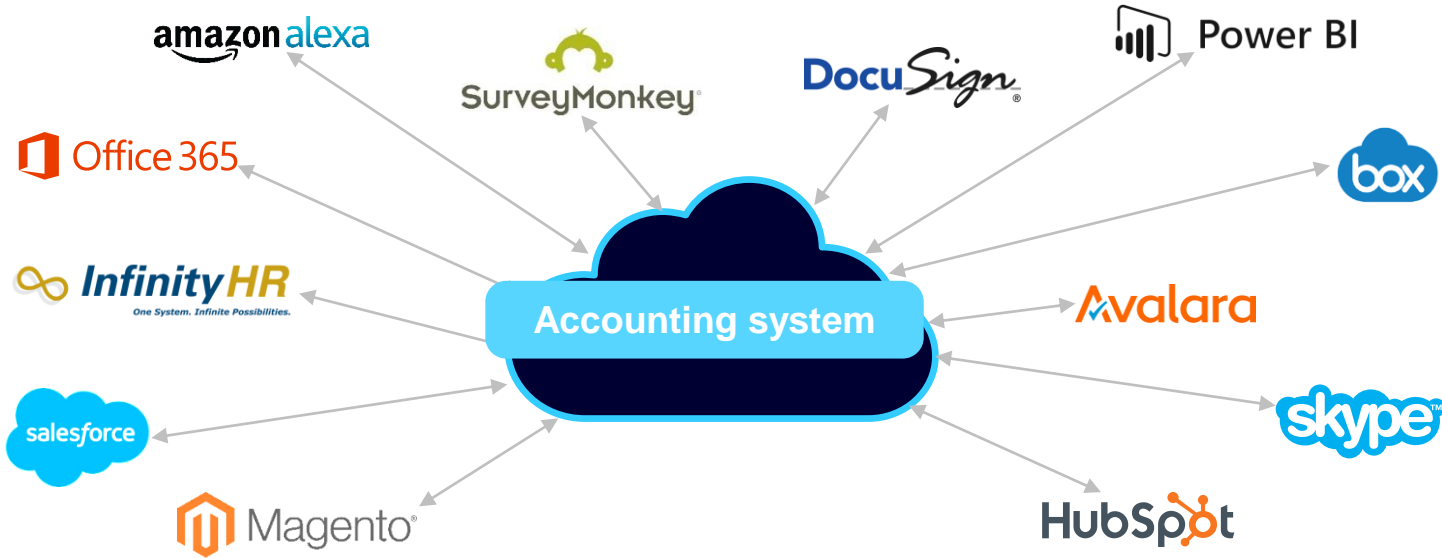 amazon alexa
SurveyMonkey®
DocuSign®
Power BI
Office 365
box
InfinityHR
One System. Infinite Possibilities.
Accounting system
Avalara
salesforce
skype™
Magento®
HubSpot